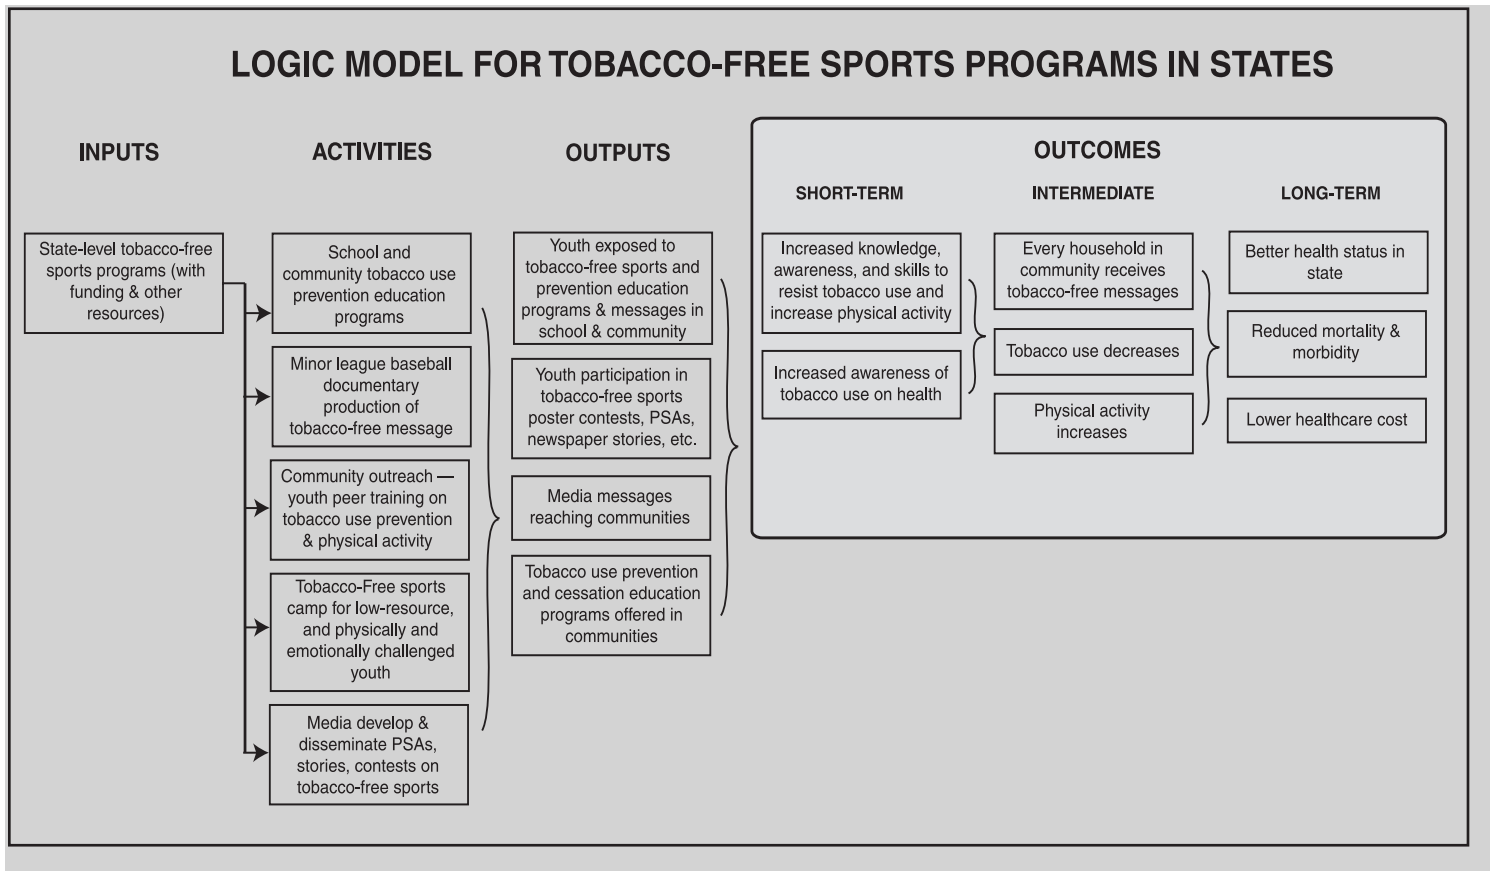 LOGIC MODEL FOR TOBACCO-FREE SPORTS PROGRAMS IN STATES
INPUTS
State-level tobacco-free
sports programs (with
funding & other
resources)
ACTIVITIES
School and
community tobacco use
prevention education
programs
Minor league baseball
documentary
production of
tobacco-free message
Community outreach —
youth peer training on
tobacco use prevention
& physical activity
Tobacco-Free sports
camp for low-resource,
and physically and
emotionally challenged
youth
Media develop &
disseminate PSAs,
stories, contests on
tobacco-free sports
OUTPUTS
Youth exposed to
tobacco-free sports and
prevention education
programs & messages in
school & community
Youth participation in
tobacco-free sports
poster contests, PSAs,
newspaper stories, etc.
Media messages
reaching communities
Tobacco use prevention
and cessation education
programs offered in
communities
OUTCOMES
SHORT-TERM
Increased knowledge,
awareness, and skills to
resist tobacco use and
increase physical activity
Increased awareness of
tobacco use on health
INTERMEDIATE
Every household in
community receives
tobacco-free messages
Tobacco use decreases
Physical activity
increases
LONG-TERM
Better health status in
state
Reduced mortality &
morbidity
Lower healthcare cost